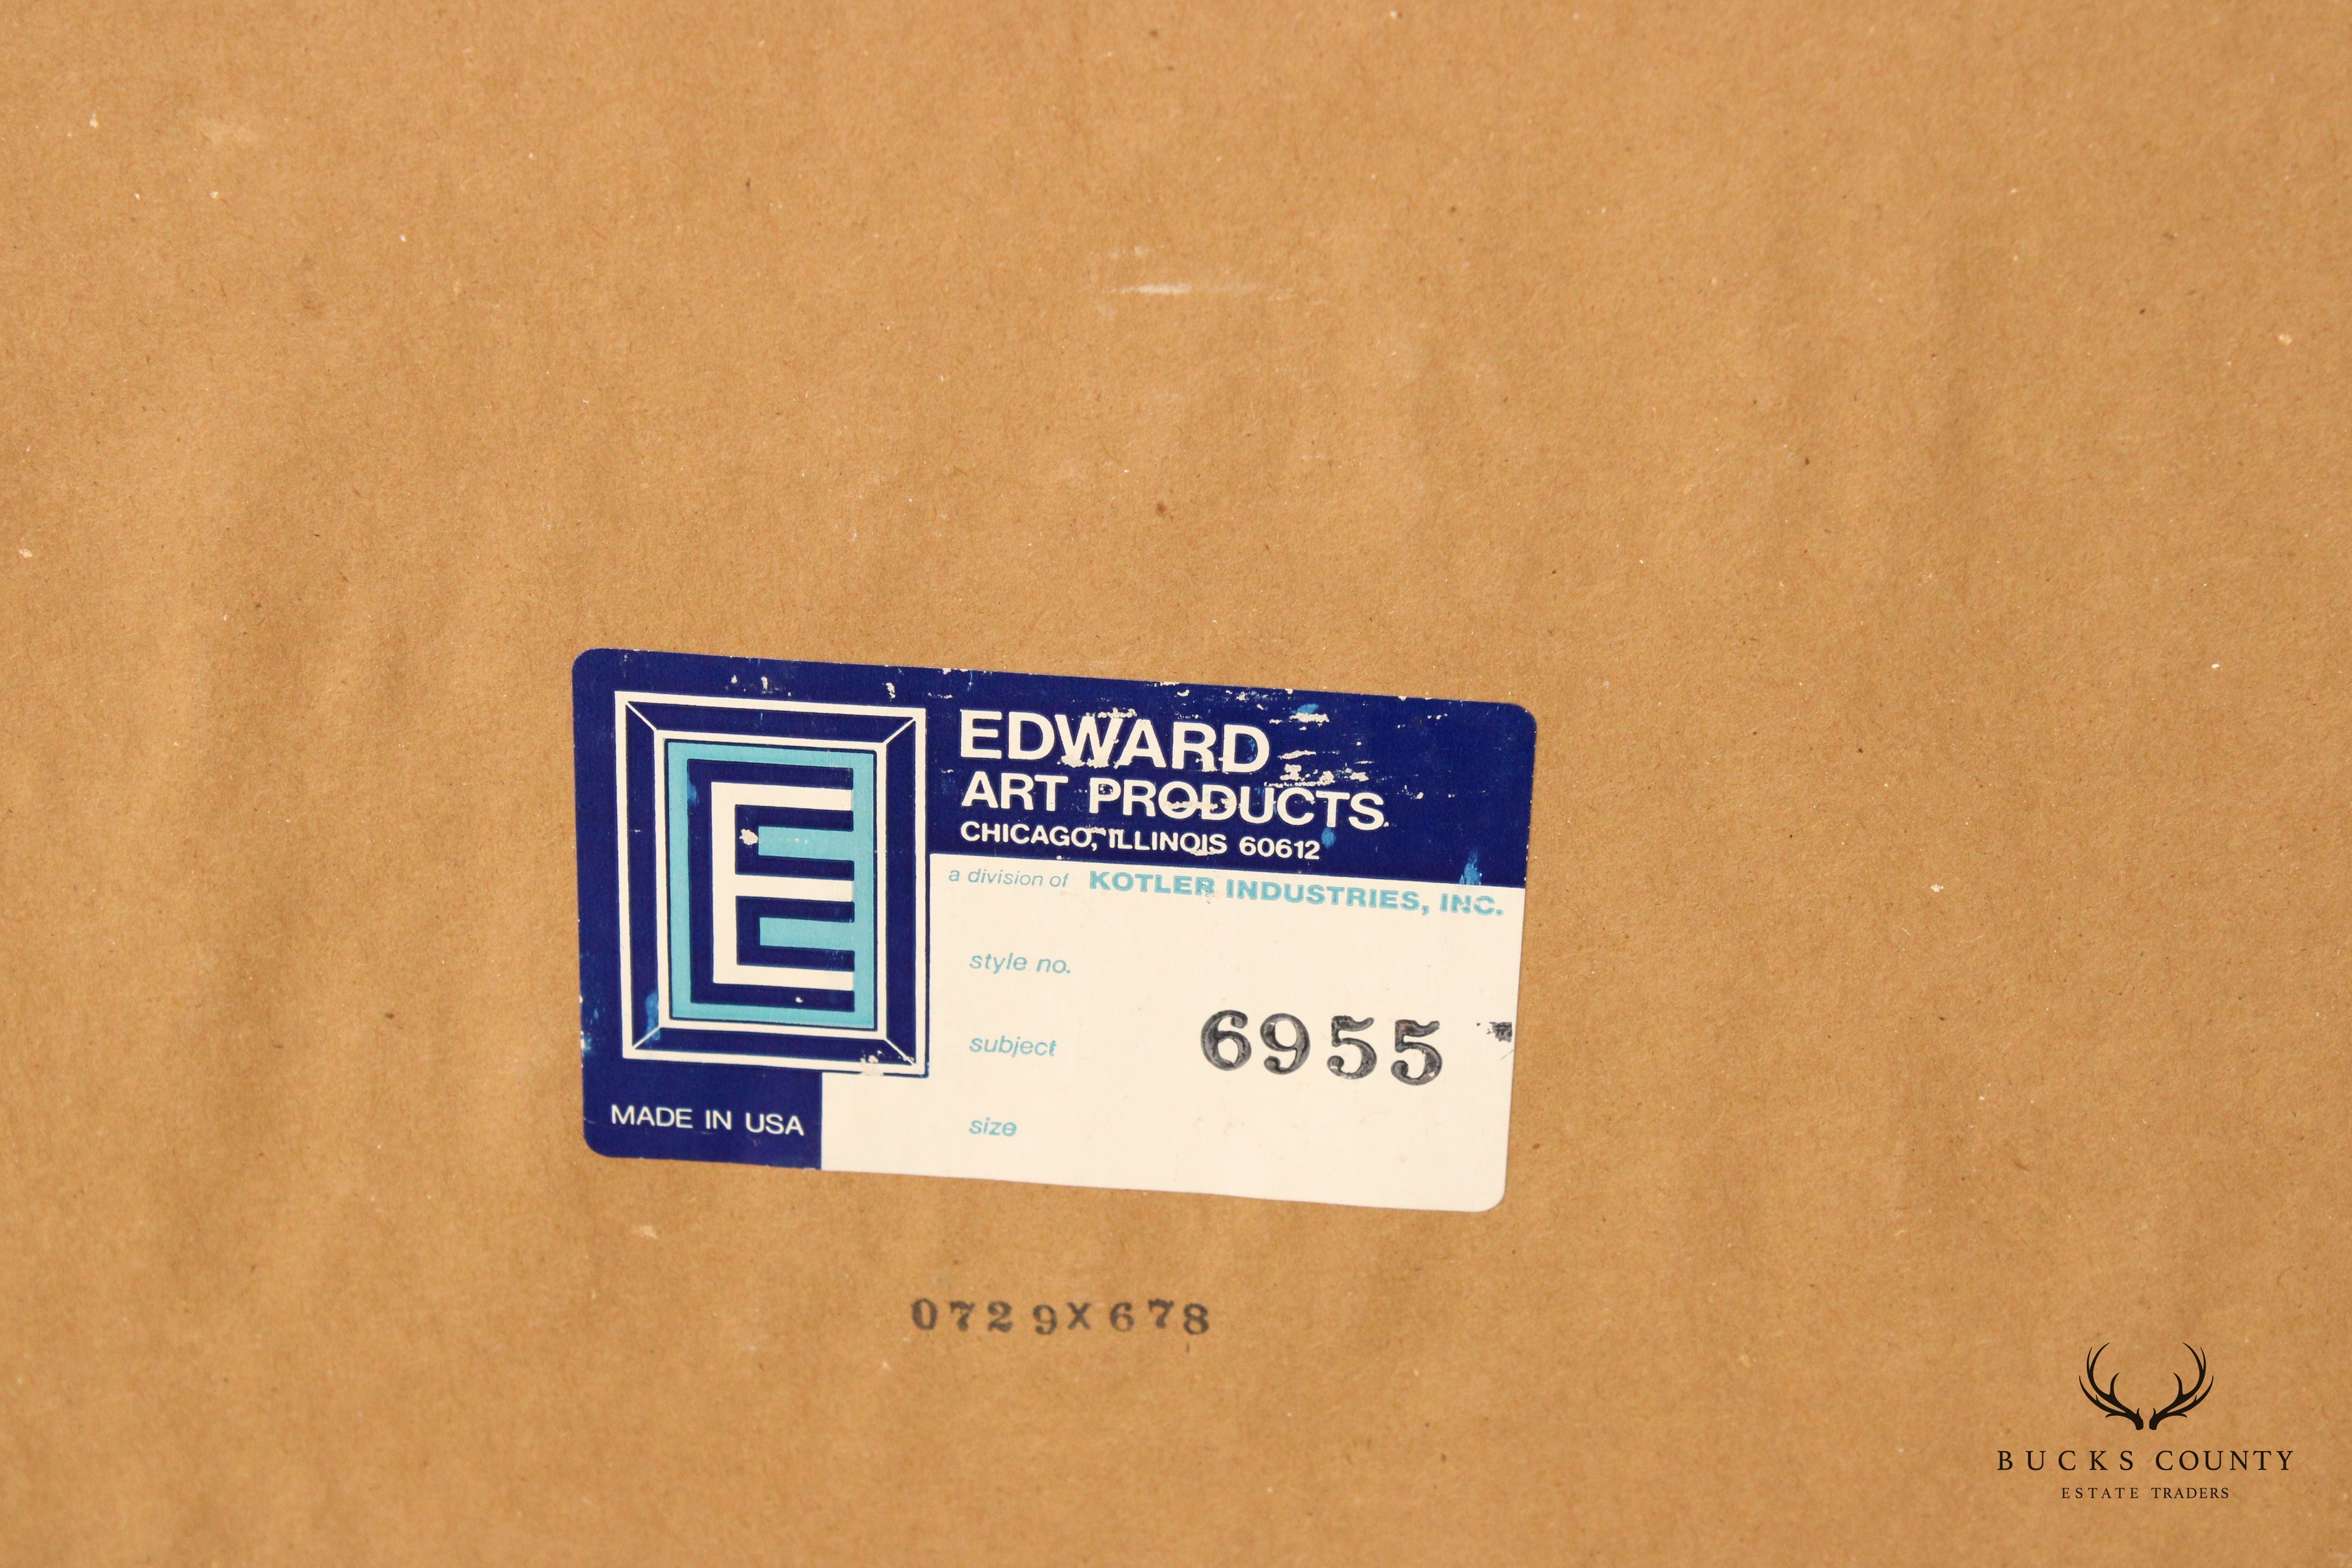 EDWARD
ART PRODUCTS
CHICAGO, ILLINOIS 60612
a division of KOTLER INDUSTRIES, INC.
style no.
subject 6955
size
MADE IN USA
0729X678
BUCKS COUNTY
ESTATE TRADERS